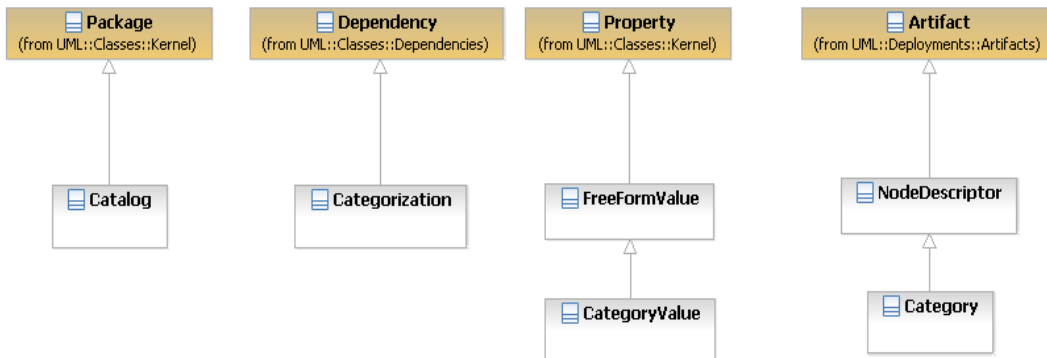 Package
(from UML::Classes::Kernel)
Dependency
(from UML::Classes::Dependencies)
Property
(from UML::Classes::Kernel)
Artifact
(from UML::Deployments::Artifacts)
Catalog
Categorization
FreeFormValue
NodeDescriptor
CategoryValue
Category